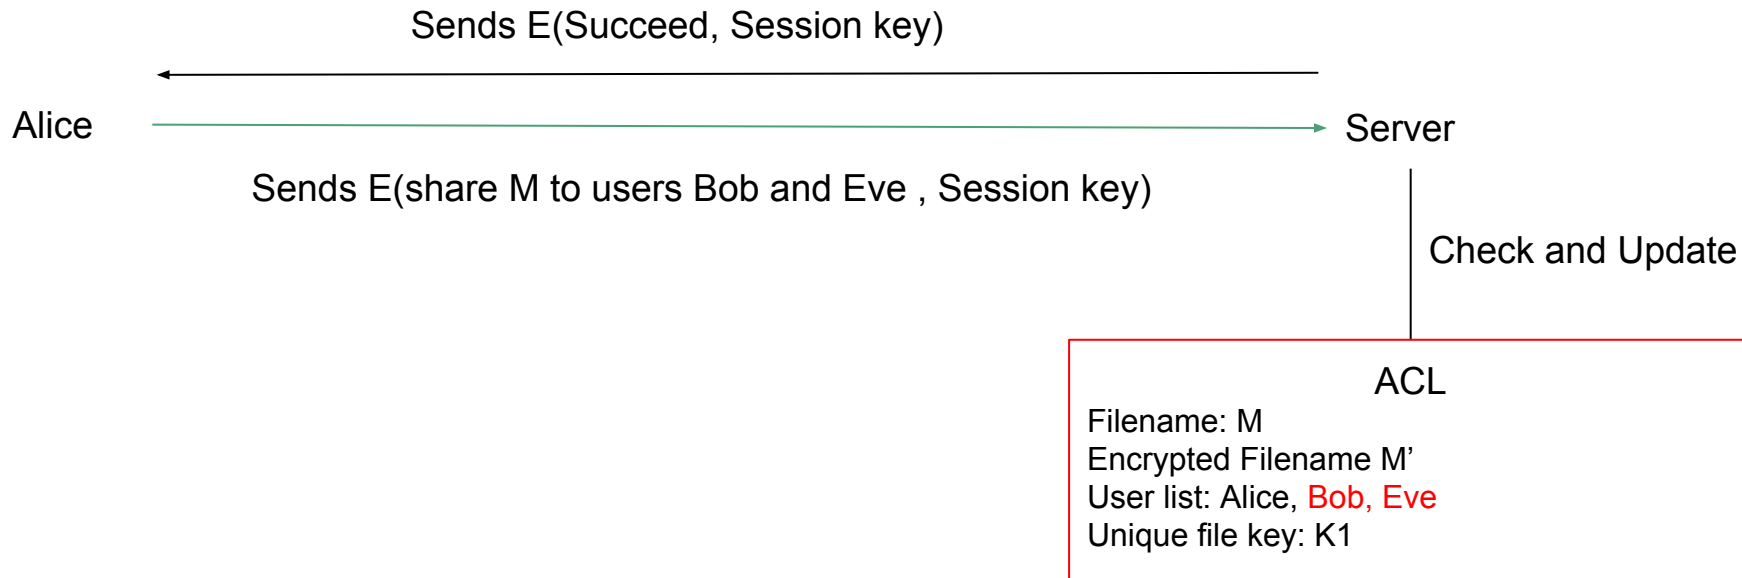 Sends E(Succeed, Session key)
Alice
Server
Sends E(share M to users Bob and Eve , Session key)
Check and Update
ACL
Filename: M
Encrypted Filename M’
User list: Alice, Bob, Eve
Unique file key: K1